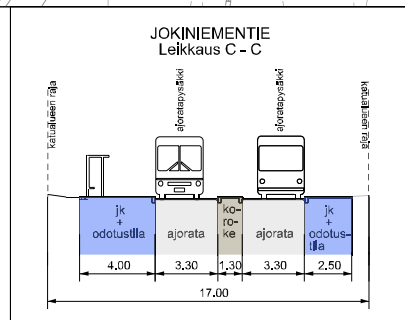 JOKINIEMENTIE
Leikkaus C - C
katualueen raja
ajoratapysäkki
ajoratapysäkki
katualueen raja
jk
+
odotustila
ajorata
ko-
ro-
ke
ajorata
jk
+
odotus-
tila
4.00
3.30
1.30
3.30
2.50
17.00